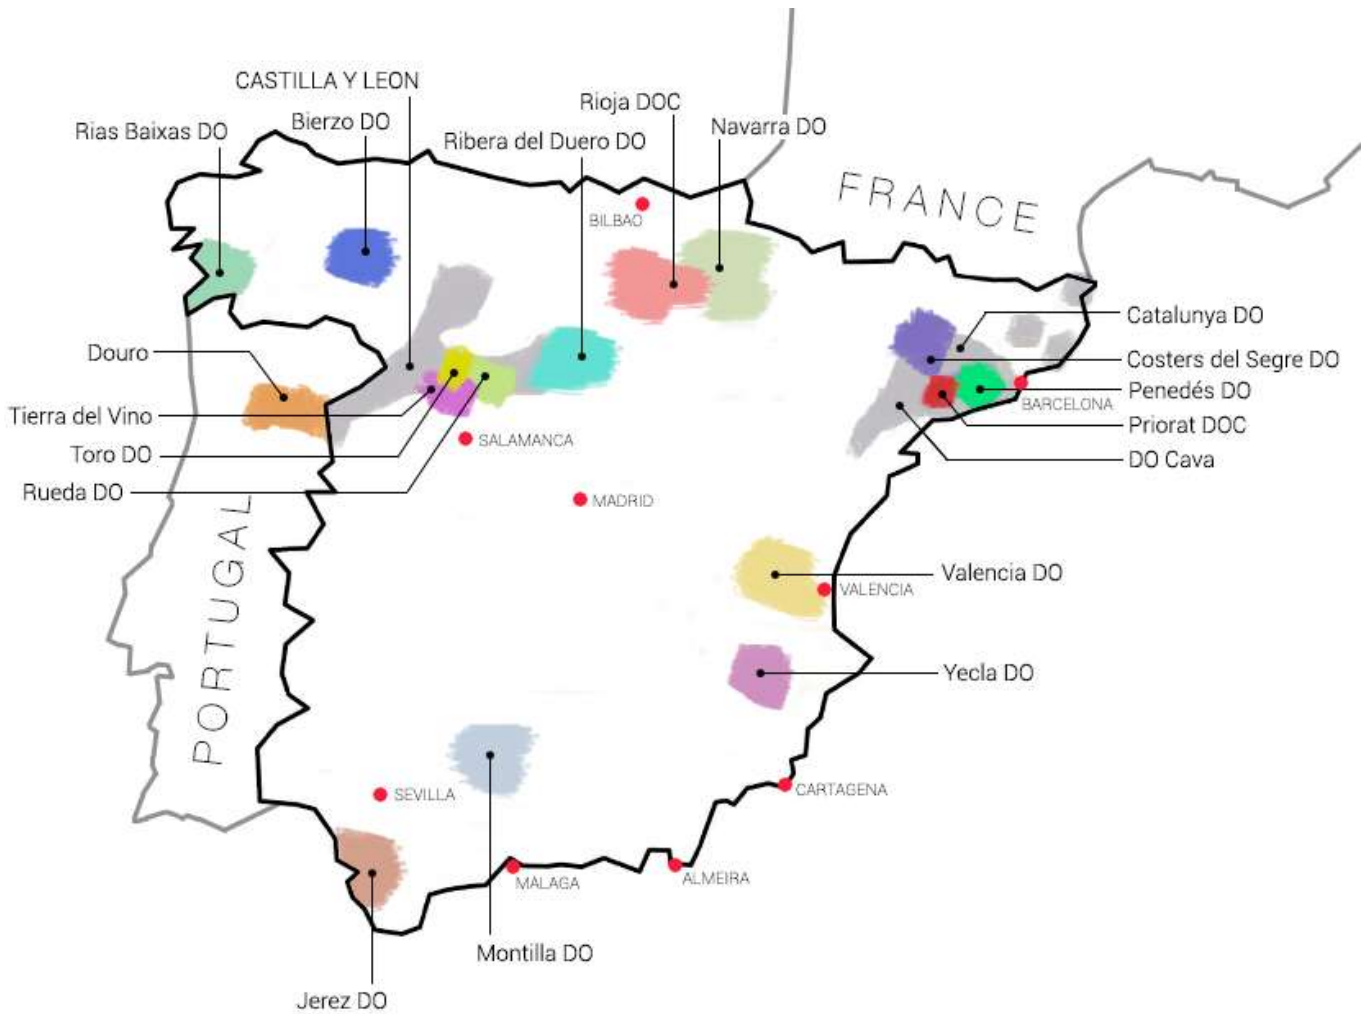 CASTILLA Y LEON
Rioja DOC
Rias Baixas DO
Bierzo DO
Navarra DO
Ribera del Duero DO
FRANCE
BILBAO
Catalunya DO
Douro
Costers del Segre DO
Penedés DO
BARCELONA
Tierra del Vino
Priorat DOC
SALAMANCA
Toro DO
DO Cava
Rueda DO
MADRID
PORTUGAL
Valencia DO
VALENCIA
Yecla DO
SEVILLA
CARTAGENA
MALAGA
ALMEIRA
Montilla DO
Jerez DO